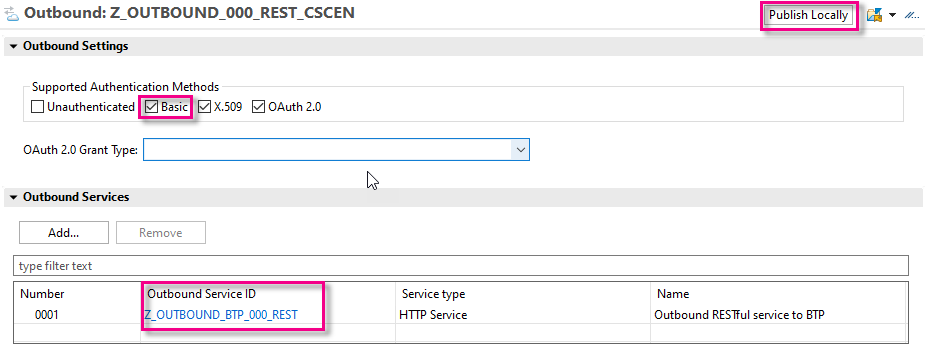 Outbound: Z_OUTBOUND_000_REST_CSCEN
Publish Locally
Outbound Settings
Supported Authentication Methods
Unauthenticated Basic X.509 OAuth 2.0
OAuth 2.0 Grant Type:
Outbound Services
Add... Remove
type filter text
Number Outbound Service ID Service type Name
0001 Z_OUTBOUND_BTP_000_REST HTTP Service Outbound RESTful service to BTP